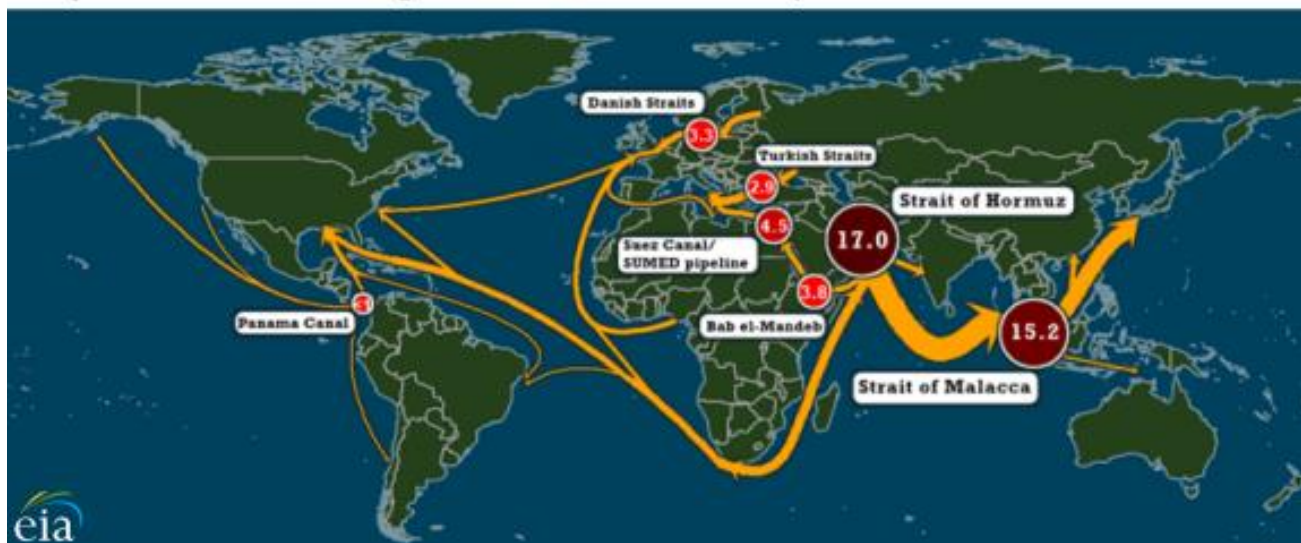 Danish Straits
3.3
Turkish Straits
2.9
Strait of Hormuz
4.5
17.0
Suez Canal/
SUMED pipeline
3.8
Panama Canal
Bab el-Mandeb
15.2
Strait of Malacca
eia